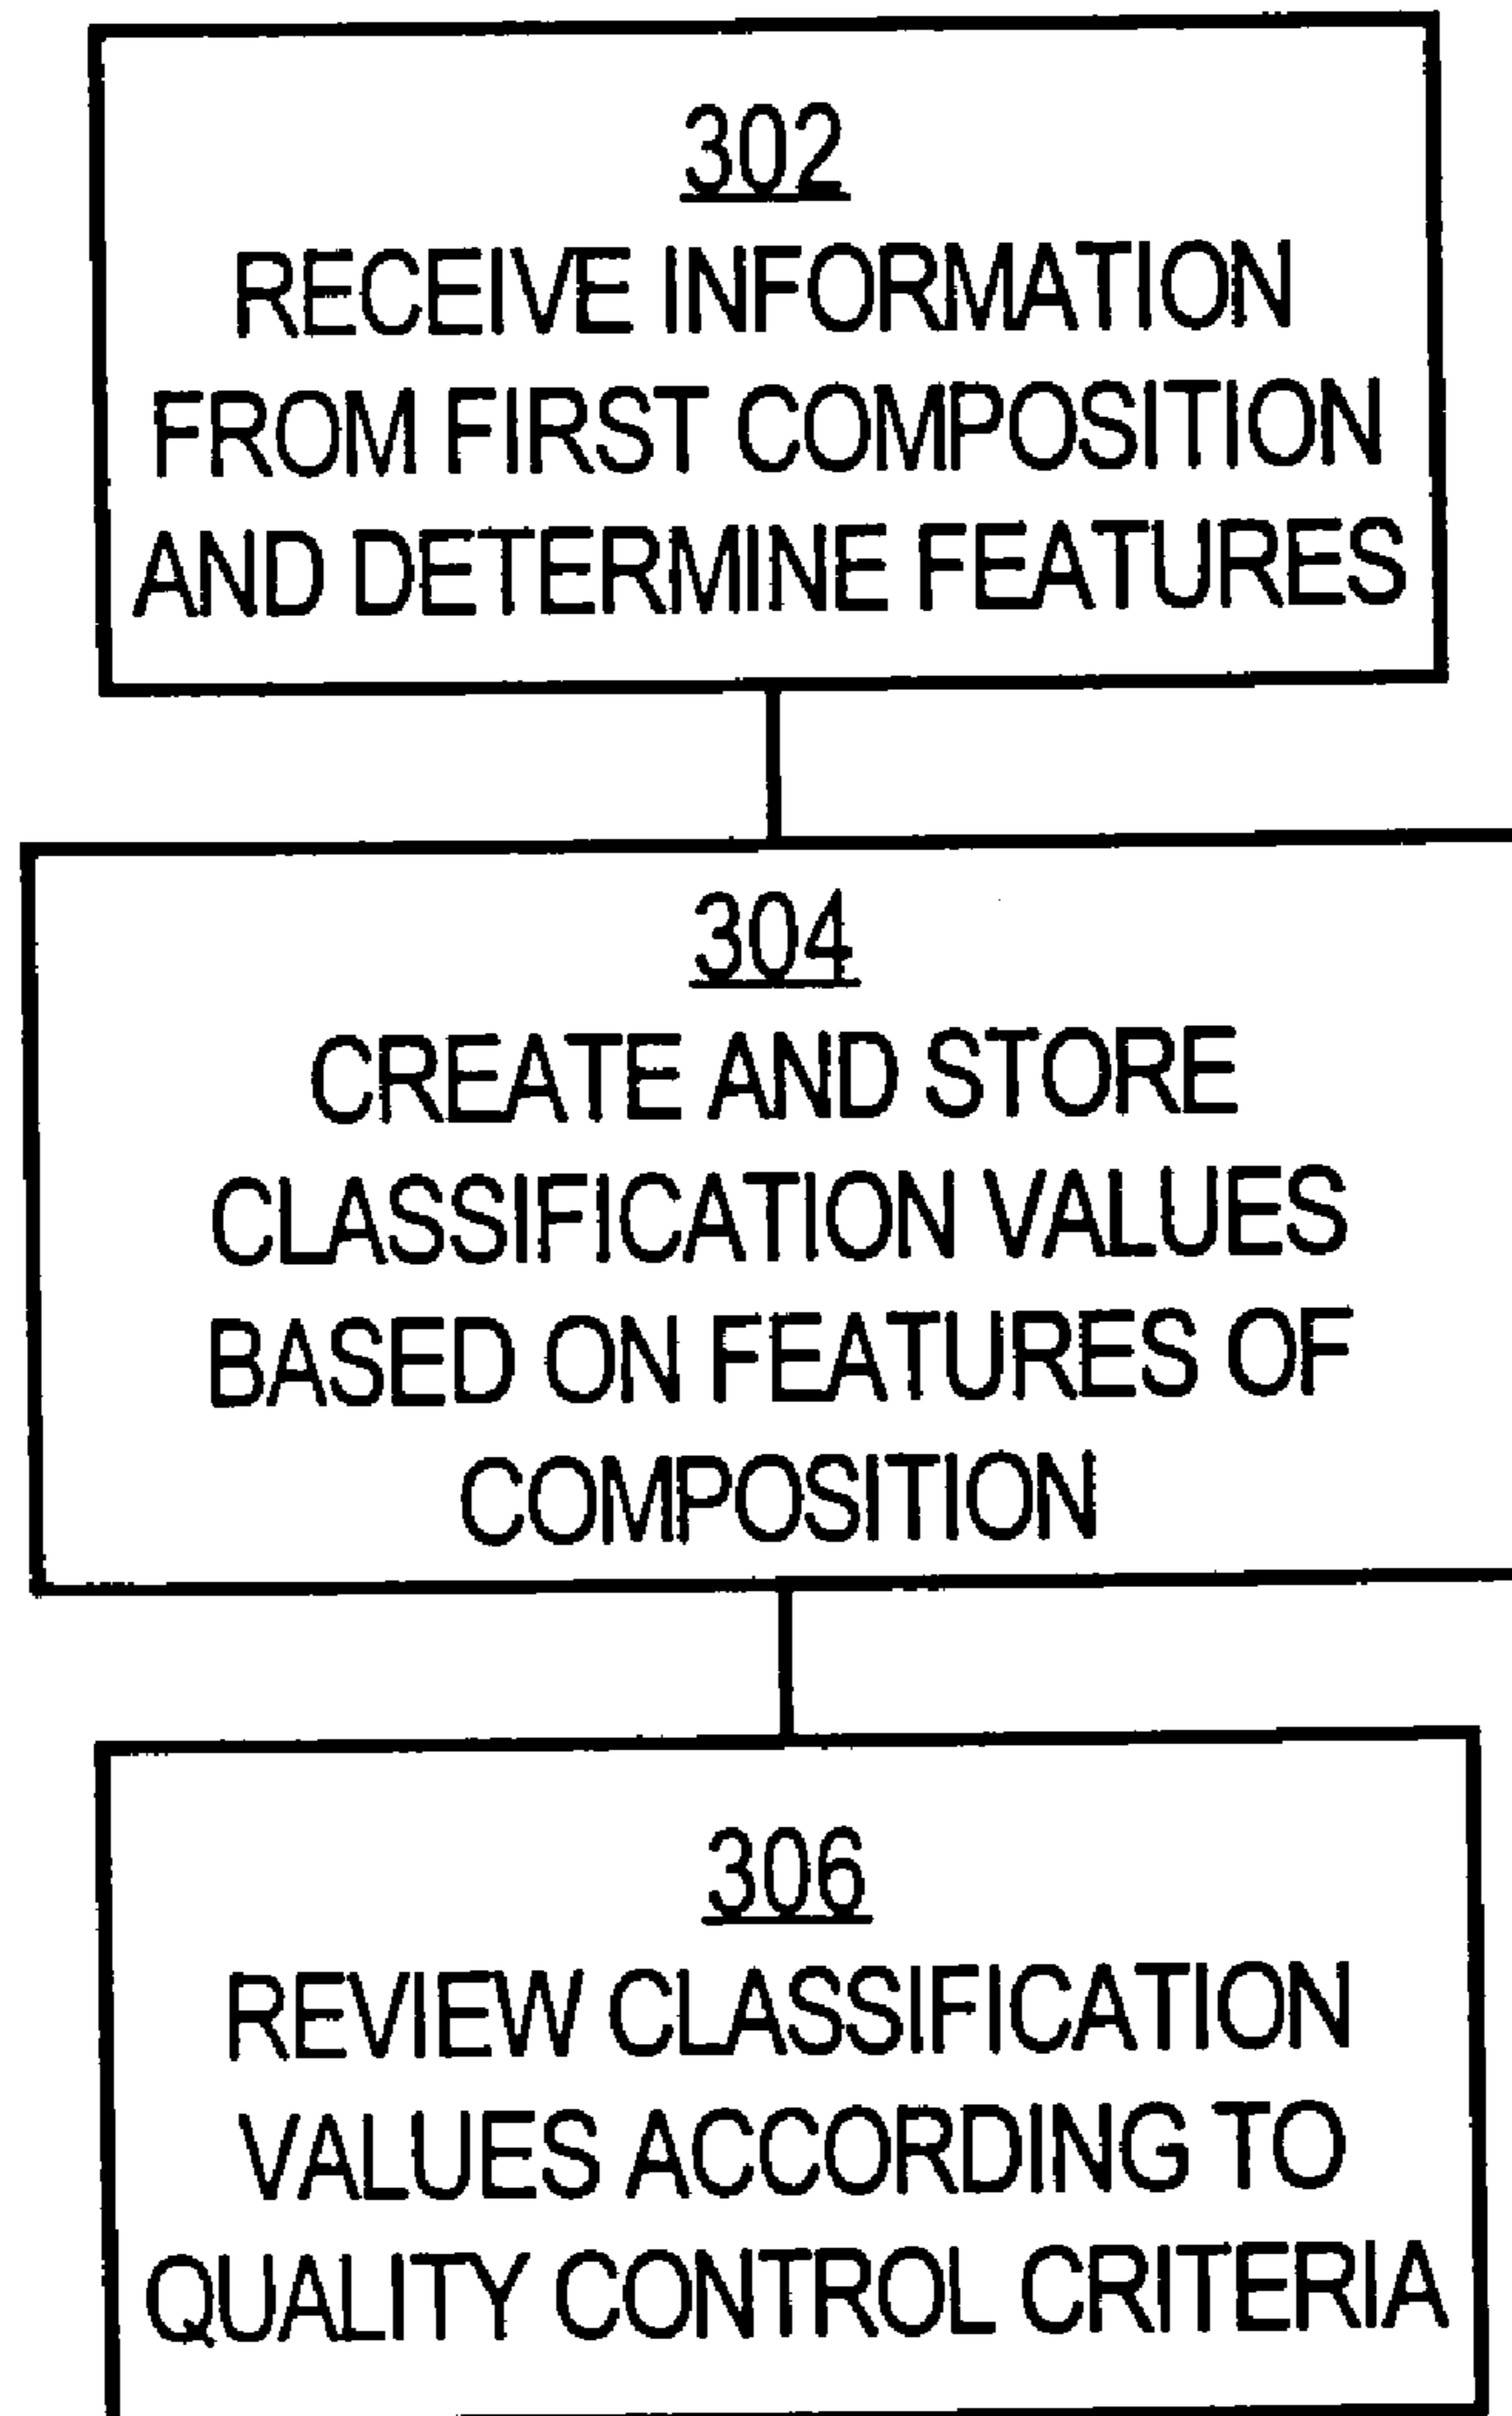 302
RECEIVE INFORMATION
FROM FIRST COMPOSITION
AND DETERMINE FEATURES
304
CREATE AND STORE
CLASSIFICATION VALUES
BASED ON FEATURES OF
COMPOSITION
306
REVIEW CLASSIFICATION
VALUES ACCORDING TO
QUALITY CONTROL CRITERIA